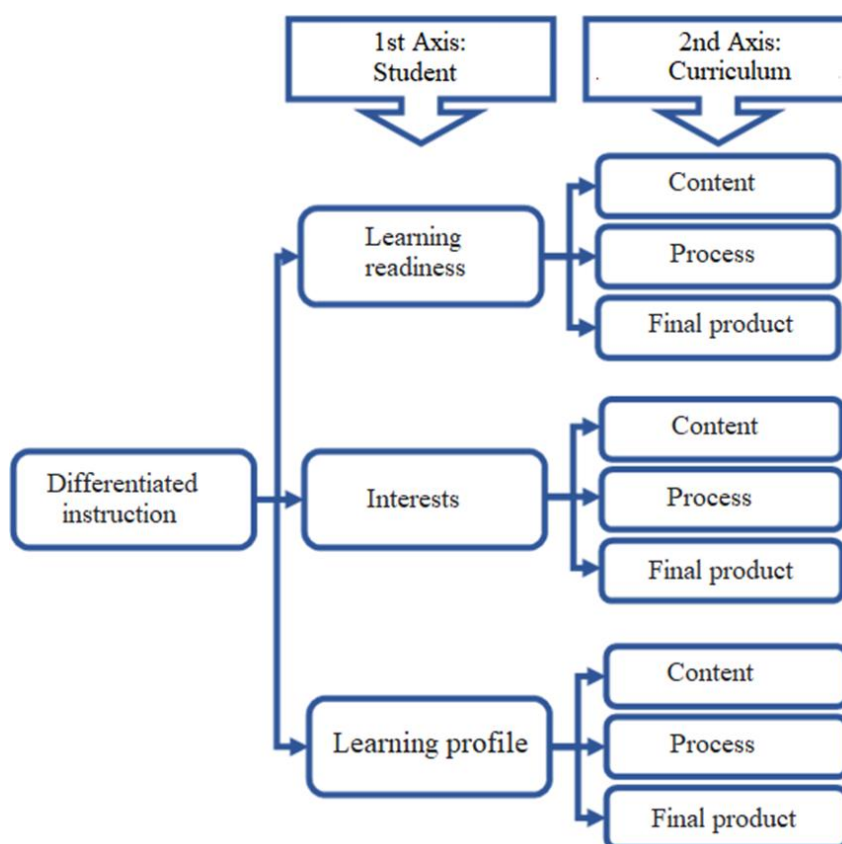 1st Axis:
Student
2nd Axis:
Curriculum
Learning
readiness
Content
Process
Final product
Differentiated
instruction
Interests
Content
Process
Final product
Learning profile
Content
Process
Final product